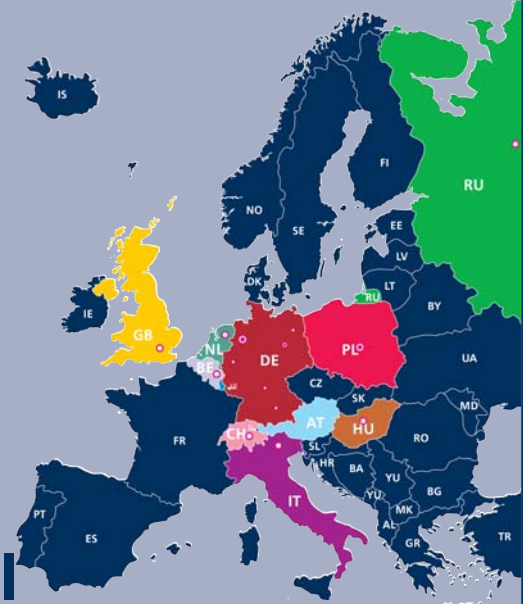 IS
FI
RU
NO
SE
EE
LV
LT
RU
BY
DK
IE
GB
NL
BE
DE
PL
UA
CZ
SK
MD
AT
HU
RO
FR
CH
SL
HR
BA
YU
YU
BG
MK
AL
IT
PT
ES
GR
TR